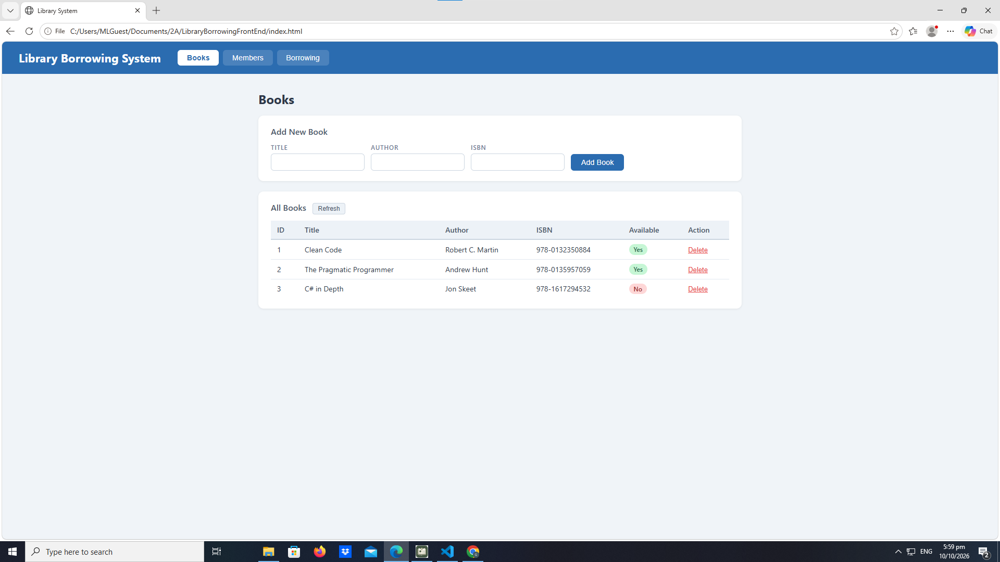 Library System
File C:/Users/MLGuest/Documents/2A/LibraryBorrowingFrontEnd/index.html
Chat
Library Borrowing System Books Members Borrowing
Books
Add New Book
TITLE AUTHOR ISBN
Add Book
All Books Refresh
ID Title Author ISBN Available Action
1 Clean Code Robert C. Martin 978-0132350884 Yes Delete
2 The Pragmatic Programmer Andrew Hunt 978-0135957059 Yes Delete
3 C# in Depth Jon Skeet 978-1617294532 No Delete
Type here to search
ENG
5:59 pm
10/10/2026
2